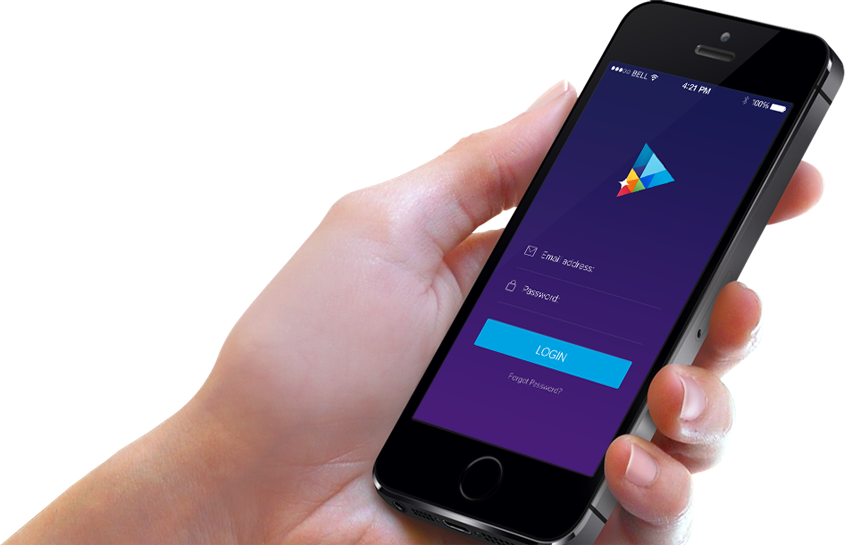 BELL 4:21 PM 100%
Email address:
Password:
LOGIN
Forgot Password?